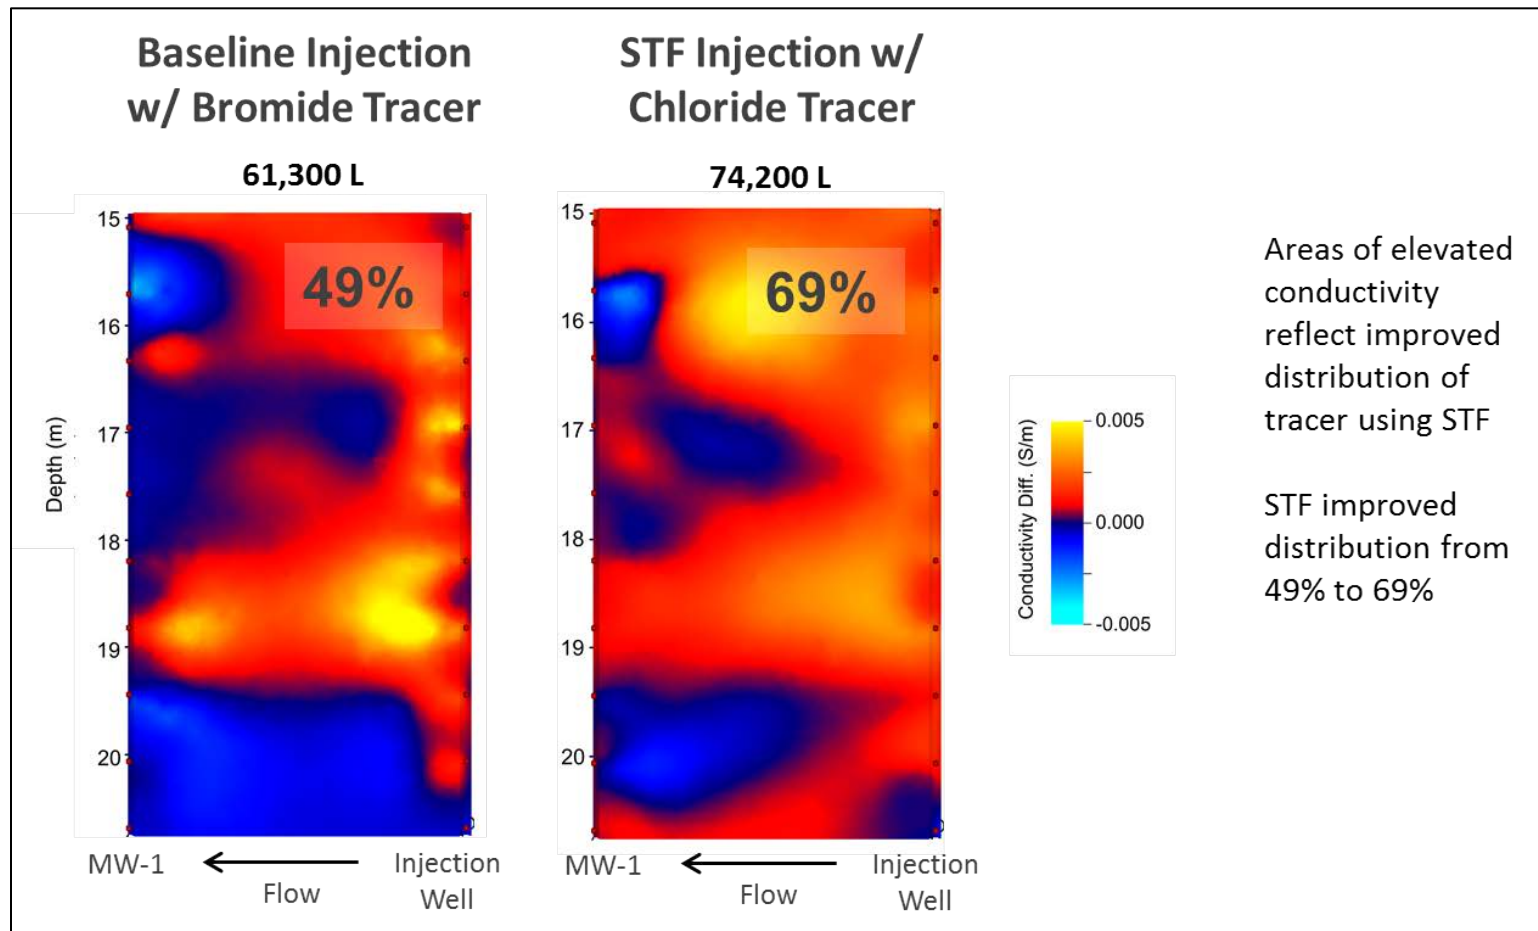 Baseline Injection
w/ Bromide Tracer
61,300 L
49%
15
16
17
18
19
20
Depth (m)
MW-1
Flow
Injection
Well
STF Injection w/
Chloride Tracer
74,200 L
69%
15
16
17
18
19
20
MW-1
Flow
Injection
Well
Conductivity Diff. (S/m)
0.005
0.000
-0.005
Areas of elevated
conductivity
reflect improved
distribution of
tracer using STF
STF improved
distribution from
49% to 69%